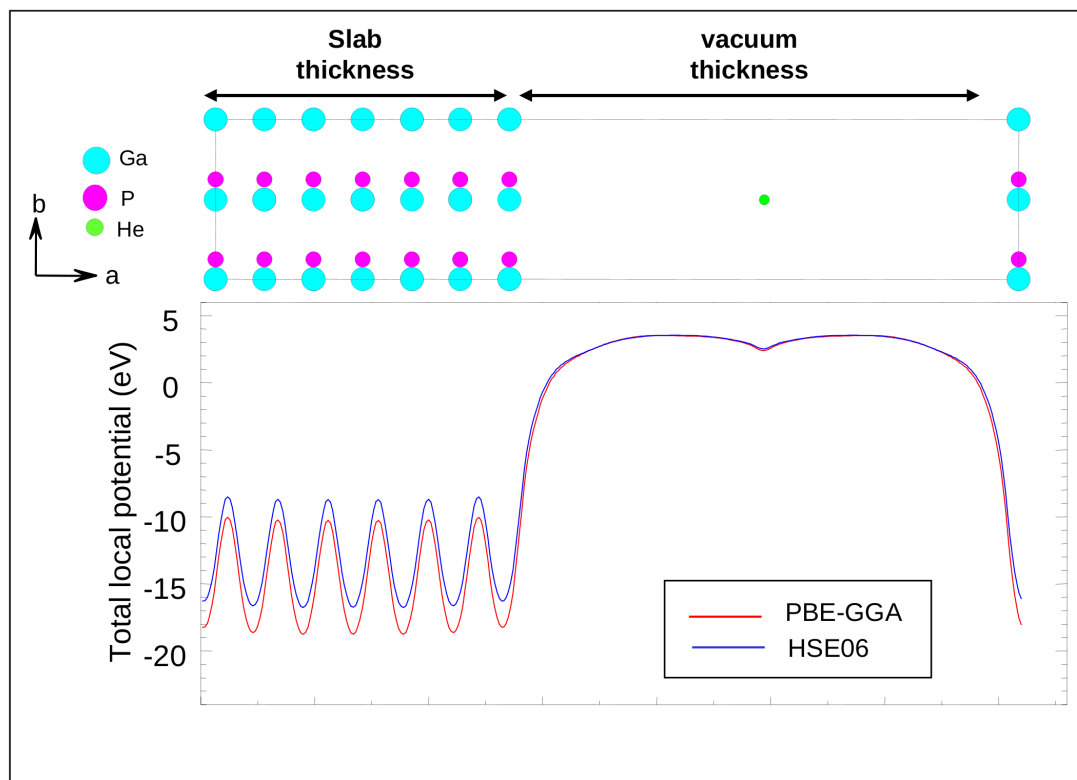 Slab
thickness
vacuum
thickness
Ga
P
He
b
a
Total local potential (eV)
5
0
-5
-10
-15
-20
PBE-GGA
HSE06